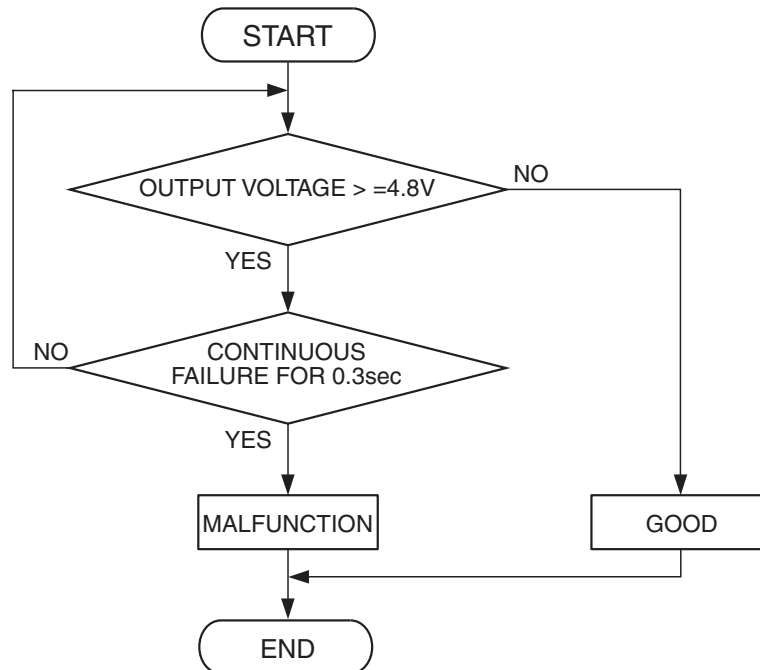 START
OUTPUT VOLTAGE > =4.8V
NO
YES
CONTINUOUS
FAILURE FOR 0.3sec
NO
YES
MALFUNCTION
GOOD
END